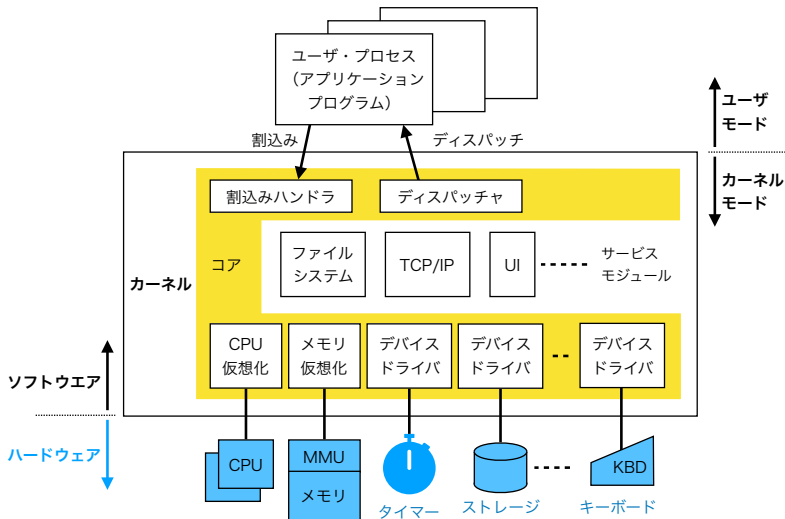 ユーザ・プロセス
（アプリケーション
プログラム）
割込み
ディスパッチ
ユーザ
モード
カーネル
モード
割込みハンドラ
ディスパッチャ
コア
ファイル
システム
TCP/IP
UI
サービス
モジュール
カーネル
CPU
仮想化
メモリ
仮想化
デバイス
ドライバ
デバイス
ドライバ
デバイス
ドライバ
ソフトウエア
ハードウェア
CPU
MMU
メモリ
タイマー
ストレージ
KBD
キーボード